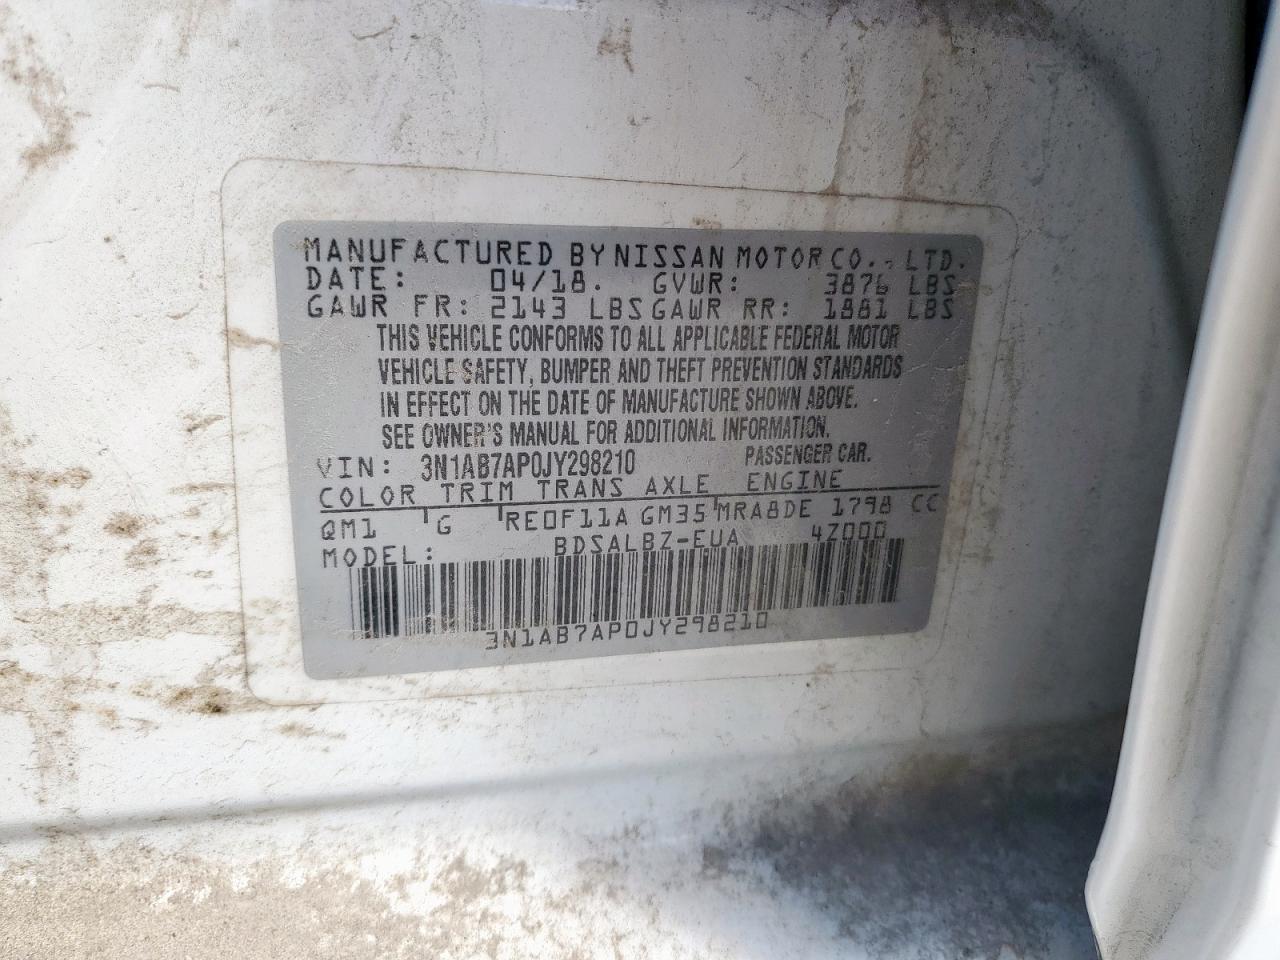 MANUFACTURED BY NISSAN MOTOR CO., LTD.
DATE: 04/18. GVWR: 3876 LBS
GAWR FR: 2143 LBS GAWR RR: 1881 LBS
THIS VEHICLE CONFORMS TO ALL APPLICABLE FEDERAL MOTOR
VEHICLE SAFETY, BUMPER AND THEFT PREVENTION STANDARDS
IN EFFECT ON THE DATE OF MANUFACTURE SHOWN ABOVE.
SEE OWNER'S MANUAL FOR ADDITIONAL INFORMATION.
VIN: 3N1AB7AP0JY298210 PASSENGER CAR.
COLOR TRIM TRANS AXLE ENGINE
QM1 G RE0F11A GM35 MRA8DE 1798 CC
MODEL: BDSALBZ-EUA 4Z000
3N1AB7AP0JY298210